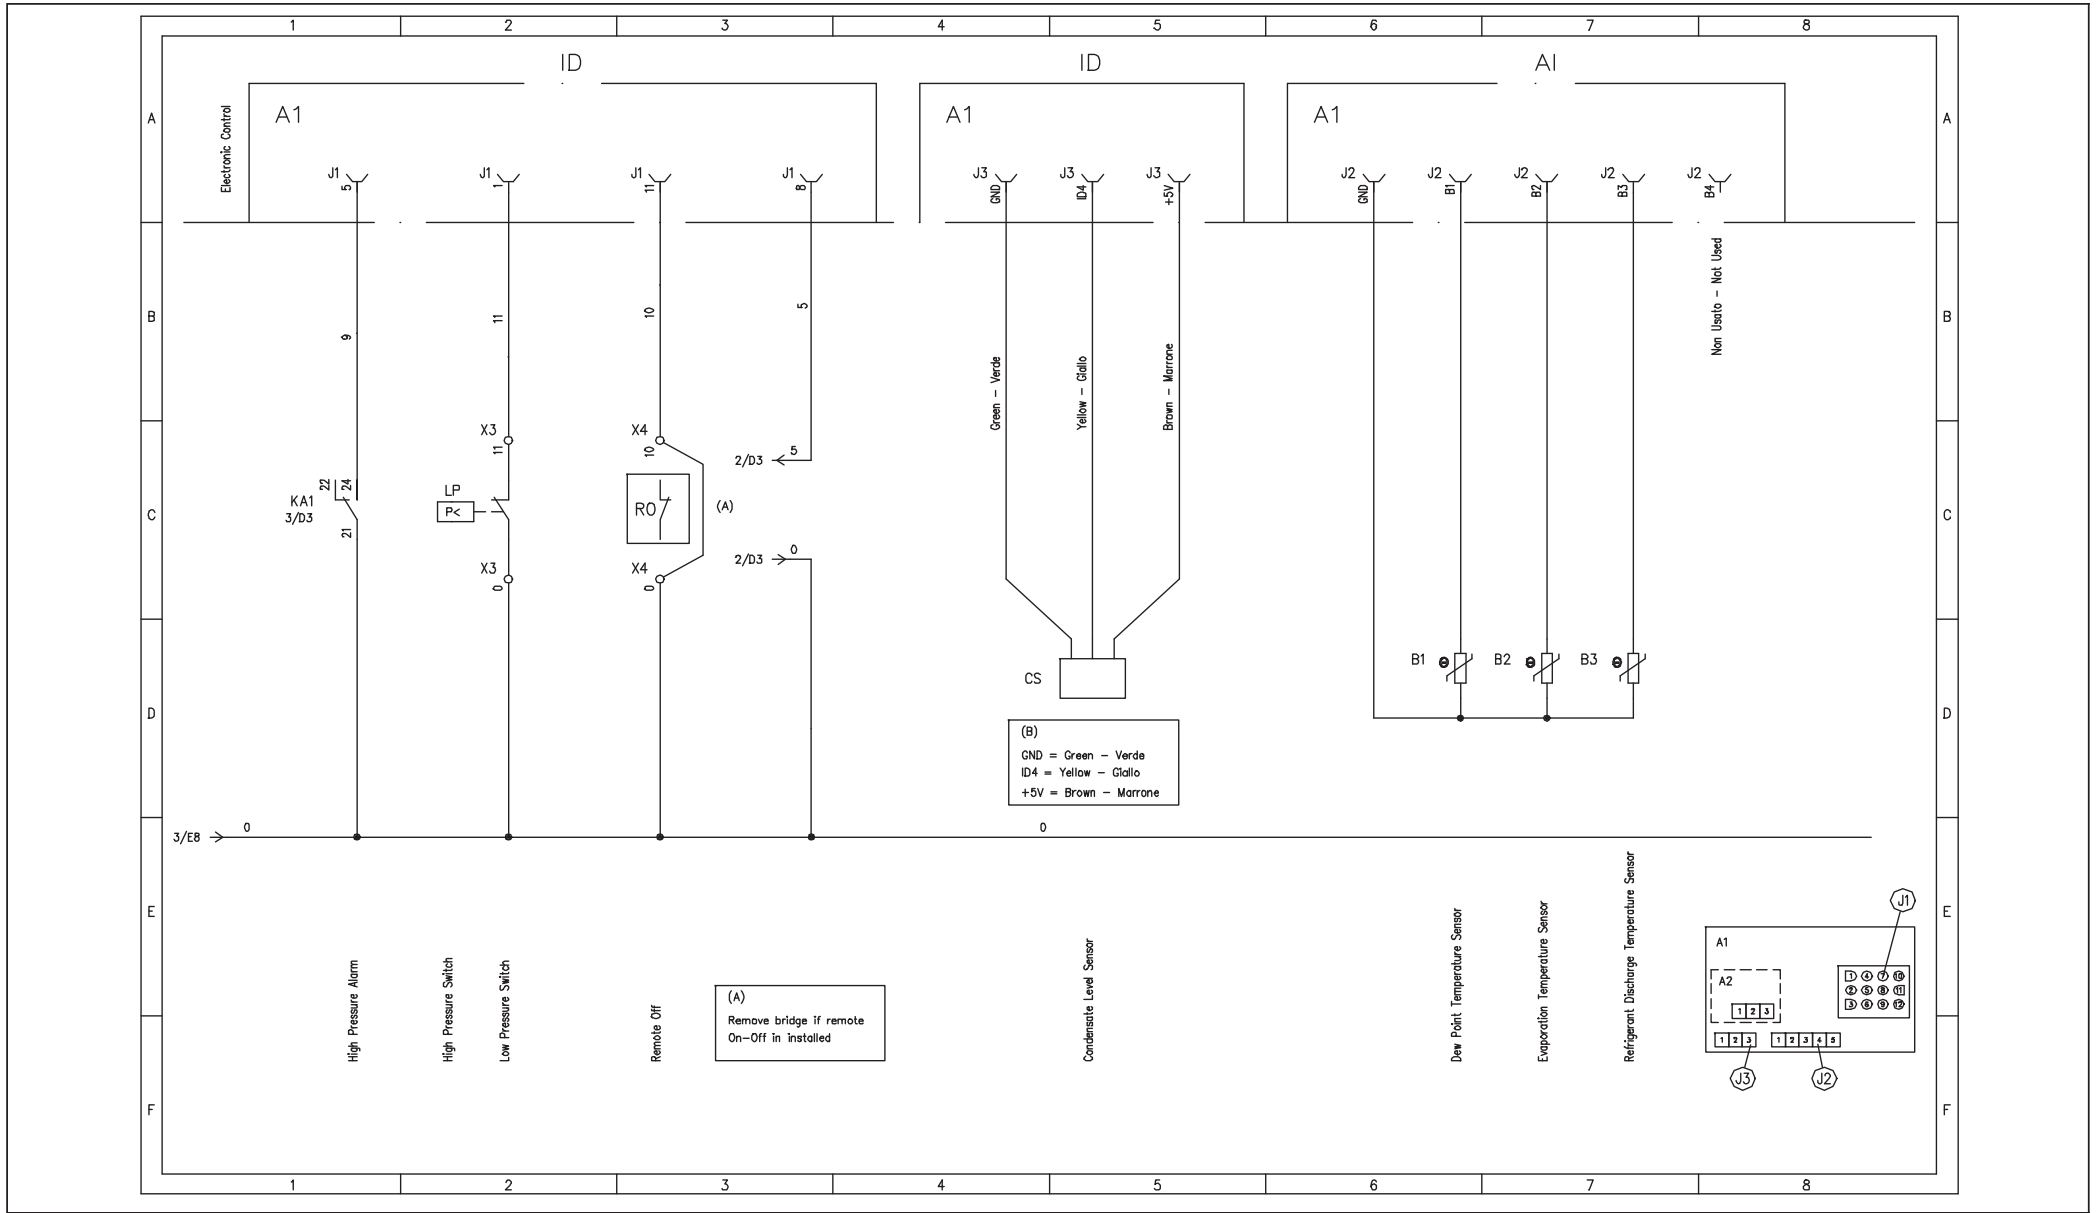 1 2 3 4 5 6 7 8
ID ID AI
A A
Electronic Control
A1 A1 A1
J1 J1 J1 J1 J3 J3 J3 J2 J2 J2 J2 J2
5 1 11 8 GND ID4 +5V GND B1 B2 B3 B4
Non Usato - Not Used
B B
9 11 10 5
Green - Verde
Yellow - Giallo
Brown - Marrone
X3 X4
11 10
2/D3 5
22 24
KA1
3/D3
21
LP
P<
RO
(A)
C C
2/D3 0
X3 X4
0 0
B1 B2 B3
CS
D D
(B)
GND = Green - Verde
ID4 = Yellow - Giallo
+5V = Brown - Marrone
3/E8 0 0
E E
High Pressure Alarm
High Pressure Switch
Low Pressure Switch
Remote Off
(A)
Remove bridge if remote
On-Off in installed
Condensate Level Sensor
Dew Point Temperature Sensor
Evaporation Temperature Sensor
Refrigerant Discharge Temperature Sensor
J1
A1
A2
1 4 7 10
2 5 8 11
3 6 9 12
1 2 3
1 2 3 1 2 3 4 5
J3 J2
F F
1 2 3 4 5 6 7 8